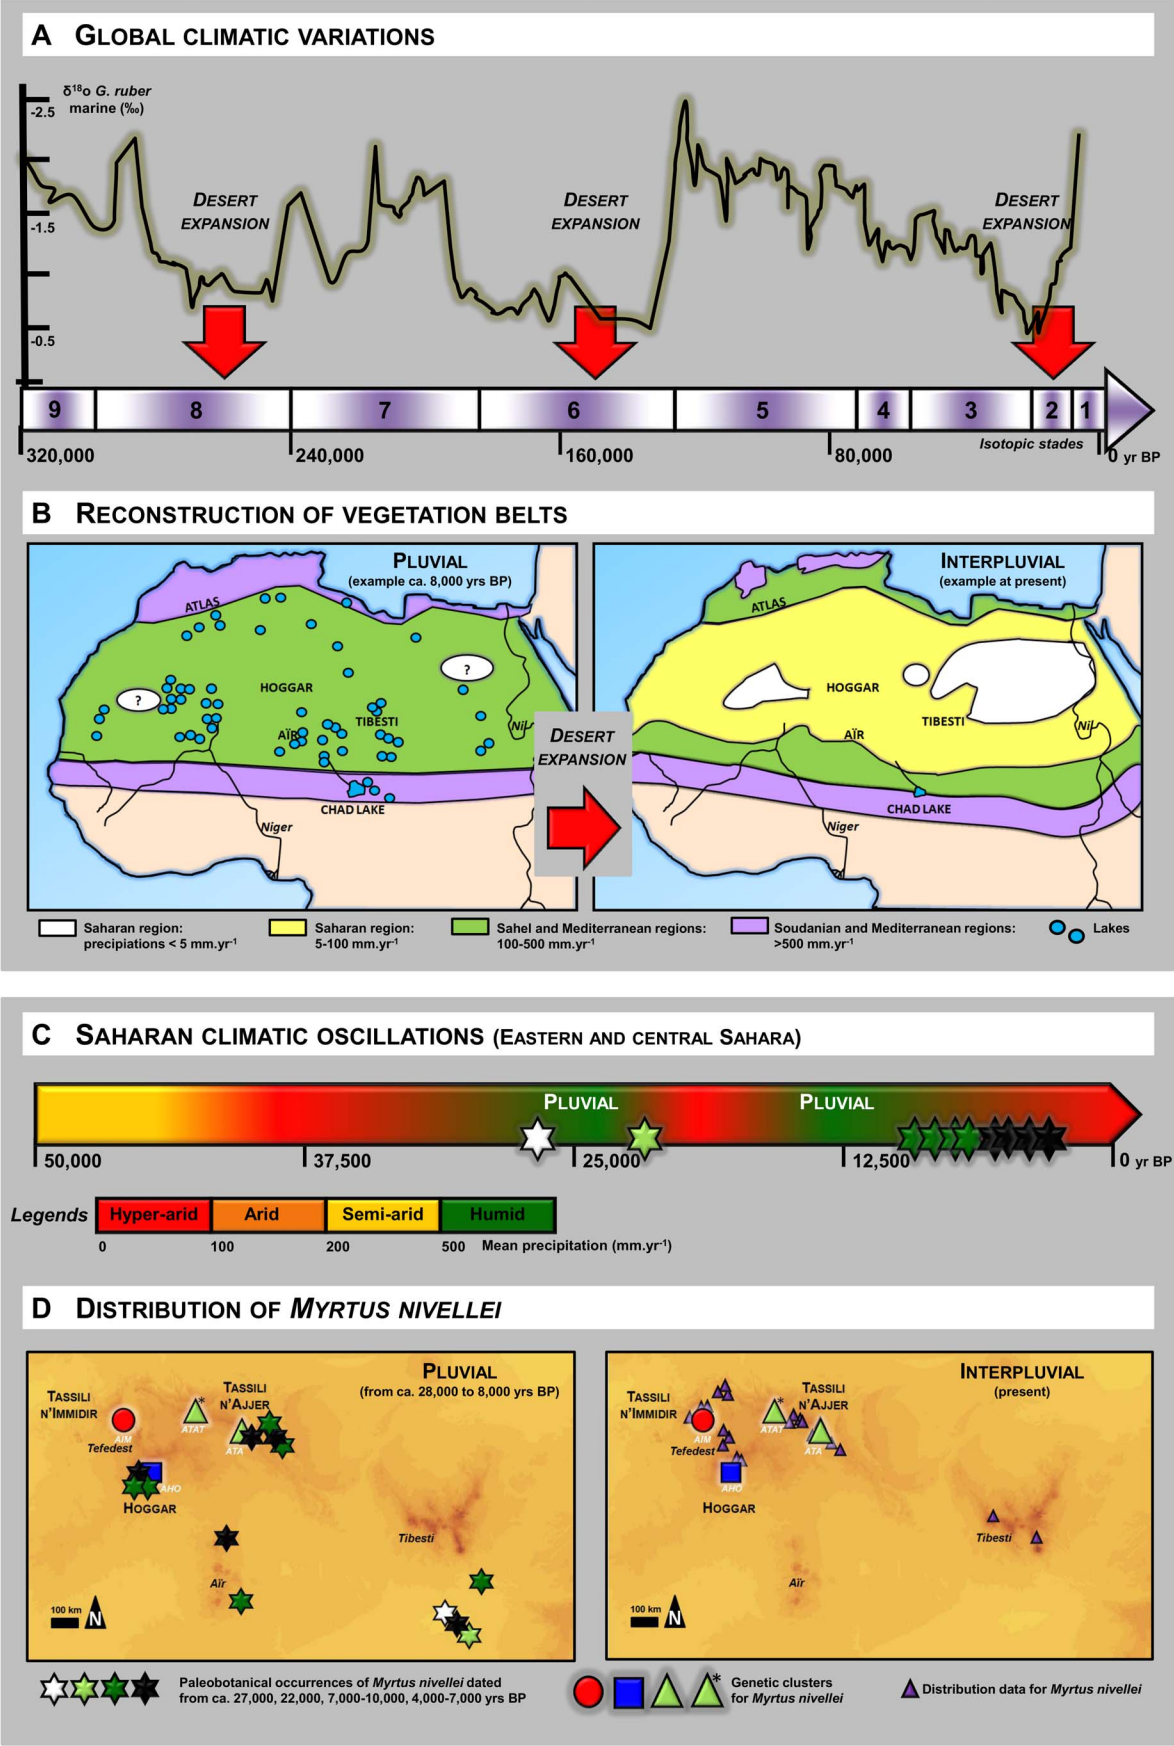 A GLOBAL CLIMATIC VARIATIONS
δ¹⁸o G. ruber
marine (‰)
-2.5
-1.5
-0.5
DESERT
EXPANSION
DESERT
EXPANSION
DESERT
EXPANSION
9 8 7 6 5 4 3 2 1
Isotopic stades
320,000 240,000 160,000 80,000 0 yr BP
B RECONSTRUCTION OF VEGETATION BELTS
PLUVIAL
(example ca. 8,000 yrs BP)
ATLAS
?
?
HOGGAR
TIBESTI
AÏR
Nil
CHAD LAKE
Niger
DESERT
EXPANSION
INTERPLUVIAL
(example at present)
ATLAS
HOGGAR
TIBESTI
AÏR
Nil
CHAD LAKE
Niger
Saharan region:
precipiations < 5 mm.yr⁻¹
Saharan region:
5-100 mm.yr⁻¹
Sahel and Mediterranean regions:
100-500 mm.yr⁻¹
Soudanian and Mediterranean regions:
>500 mm.yr⁻¹
Lakes
C SAHARAN CLIMATIC OSCILLATIONS (EASTERN AND CENTRAL SAHARA)
PLUVIAL PLUVIAL
50,000 37,500 25,000 12,500 0 yr BP
Legends Hyper-arid Arid Semi-arid Humid
0 100 200 500 Mean precipitation (mm.yr⁻¹)
D DISTRIBUTION OF MYRTUS NIVELLEI
PLUVIAL
(from ca. 28,000 to 8,000 yrs BP)
TASSILI
N'IMMIDIR
TASSILI
N'AJJER
*
AIM
ATAT
ATA
Tefedest
AHO
HOGGAR
Tibesti
Aïr
100 km
N
INTERPLUVIAL
(present)
TASSILI
N'IMMIDIR
TASSILI
N'AJJER
*
AIM
ATAT
ATA
Tefedest
AHO
HOGGAR
Tibesti
Aïr
100 km
N
Paleobotanical occurrences of Myrtus nivellei dated
from ca. 27,000, 22,000, 7,000-10,000, 4,000-7,000 yrs BP
*
Genetic clusters
for Myrtus nivellei
Distribution data for Myrtus nivellei